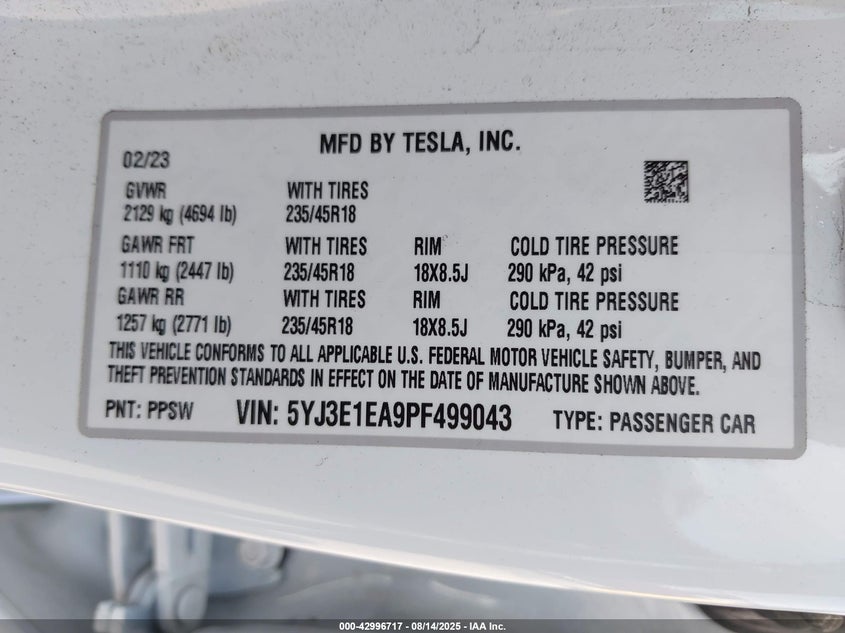 MFD BY TESLA, INC.
02/23
GVWR WITH TIRES
2129 kg (4694 lb) 235/45R18
GAWR FRT WITH TIRES RIM COLD TIRE PRESSURE
1110 kg (2447 lb) 235/45R18 18X8.5J 290 kPa, 42 psi
GAWR RR WITH TIRES RIM COLD TIRE PRESSURE
1257 kg (2771 lb) 235/45R18 18X8.5J 290 kPa, 42 psi
THIS VEHICLE CONFORMS TO ALL APPLICABLE U.S. FEDERAL MOTOR VEHICLE SAFETY, BUMPER, AND
THEFT PREVENTION STANDARDS IN EFFECT ON THE DATE OF MANUFACTURE SHOWN ABOVE.
PNT: PPSW VIN: 5YJ3E1EA9PF499043 TYPE: PASSENGER CAR
000-42996717 - 08/14/2025 - IAA Inc.